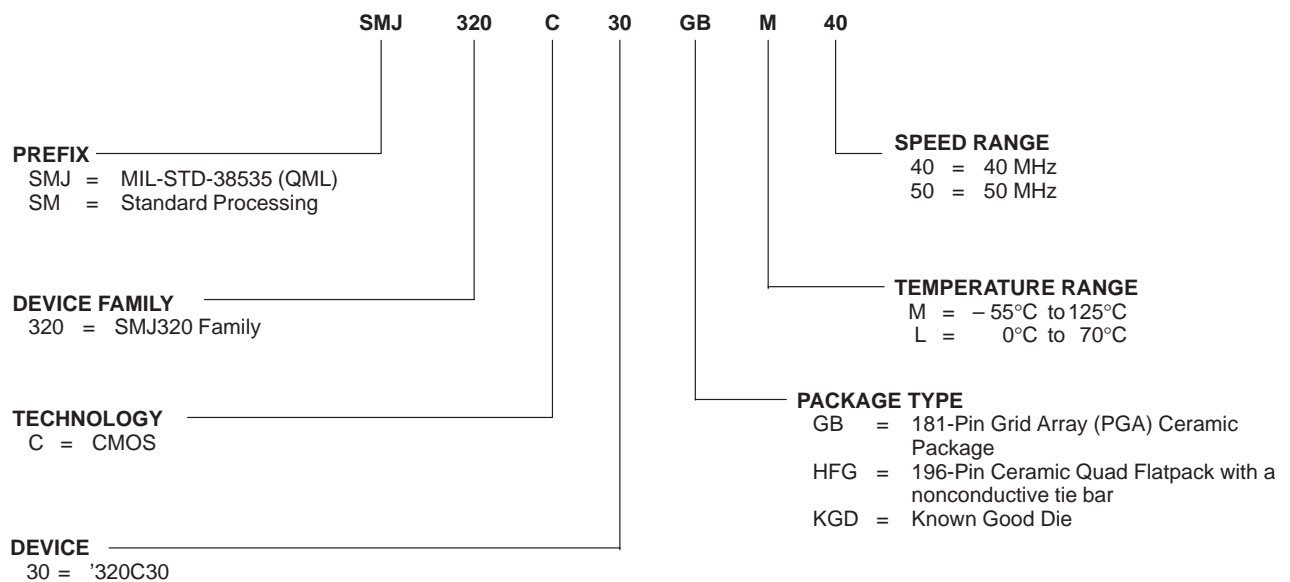 SMJ 320 C 30 GB M 40
PREFIX
SMJ = MIL-STD-38535 (QML)
SM = Standard Processing
DEVICE FAMILY
320 = SMJ320 Family
TECHNOLOGY
C = CMOS
DEVICE
30 = '320C30
SPEED RANGE
40 = 40 MHz
50 = 50 MHz
TEMPERATURE RANGE
M = – 55°C to 125°C
L = 0°C to 70°C
PACKAGE TYPE
GB = 181-Pin Grid Array (PGA) Ceramic
Package
HFG = 196-Pin Ceramic Quad Flatpack with a
nonconductive tie bar
KGD = Known Good Die